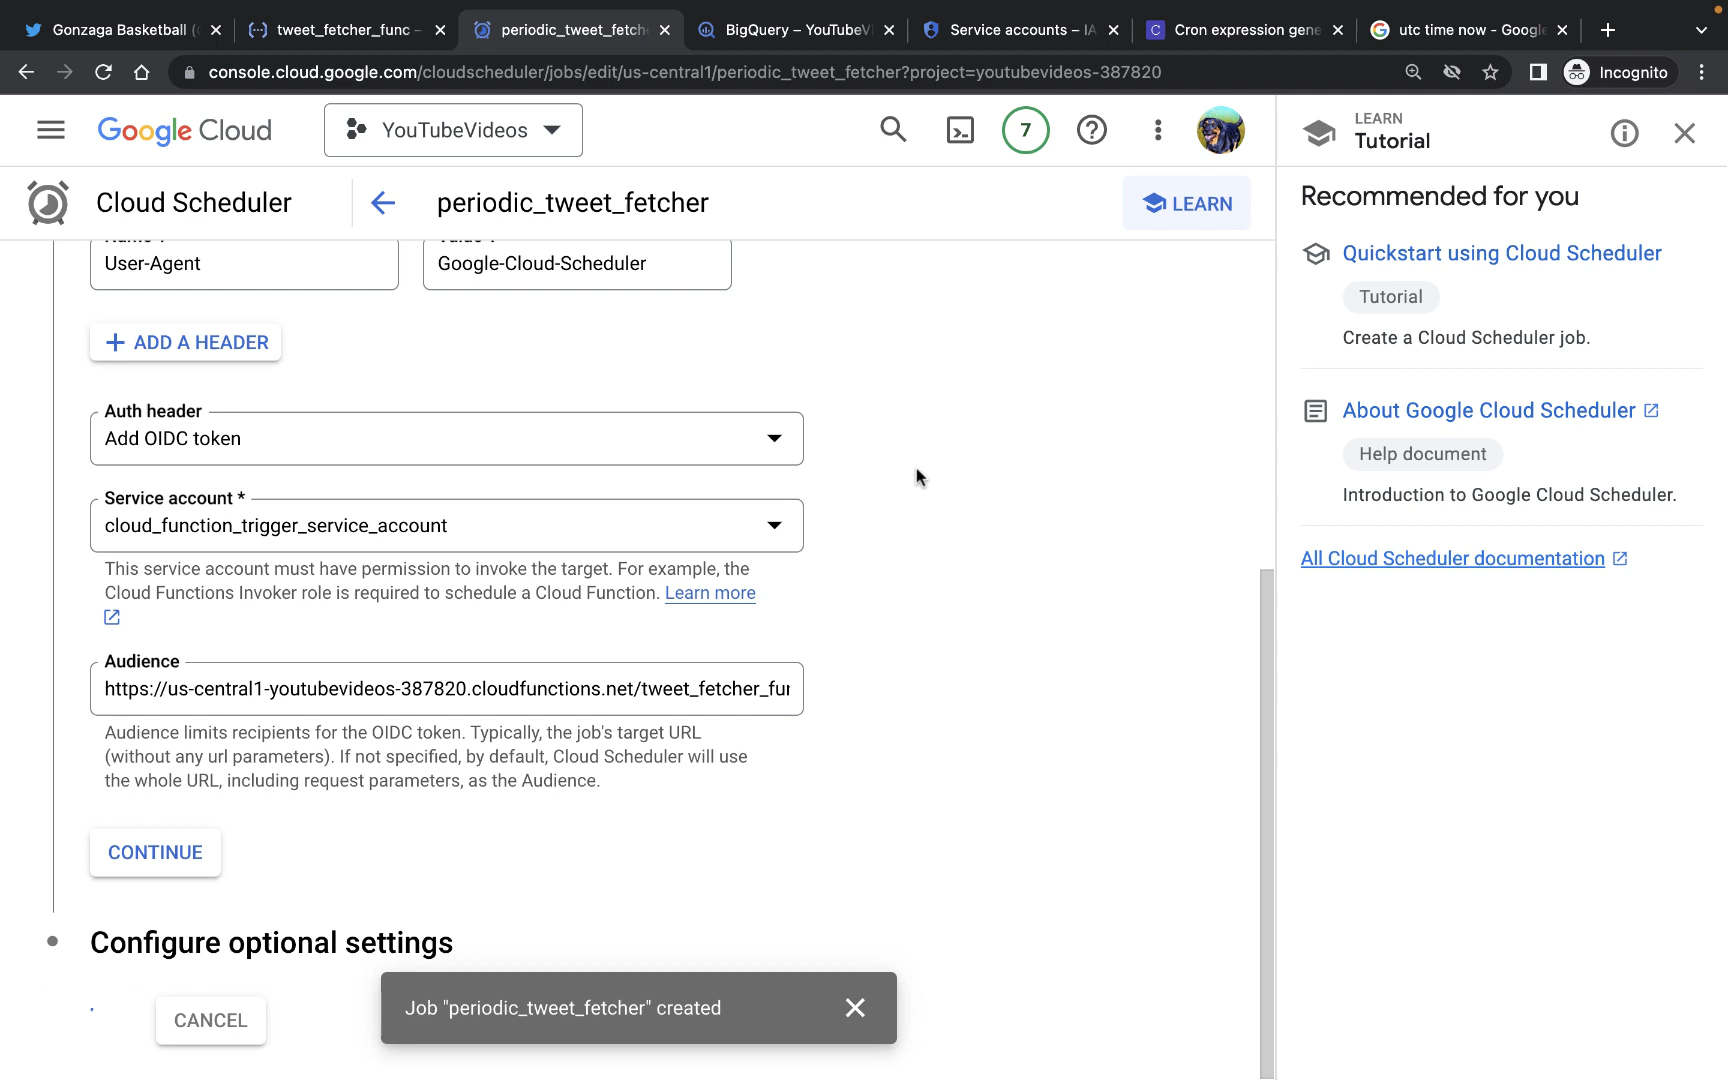 Gonzaga Basketball (
tweet_fetcher_func –
periodic_tweet_fetch
BigQuery – YouTubeV
Service accounts – IA
Cron expression gene
utc time now - Google
console.cloud.google.com/cloudscheduler/jobs/edit/us-central1/periodic_tweet_fetcher?project=youtubevideos-387820
Incognito
Google Cloud
YouTubeVideos
7
LEARN
Tutorial
Cloud Scheduler
periodic_tweet_fetcher
LEARN
Recommended for you
User-Agent
Google-Cloud-Scheduler
Quickstart using Cloud Scheduler
Tutorial
Create a Cloud Scheduler job.
+ ADD A HEADER
About Google Cloud Scheduler
Help document
Introduction to Google Cloud Scheduler.
All Cloud Scheduler documentation
Auth header
Add OIDC token
Service account *
cloud_function_trigger_service_account
This service account must have permission to invoke the target. For example, the
Cloud Functions Invoker role is required to schedule a Cloud Function. Learn more
Audience
https://us-central1-youtubevideos-387820.cloudfunctions.net/tweet_fetcher_fu
Audience limits recipients for the OIDC token. Typically, the job's target URL
(without any url parameters). If not specified, by default, Cloud Scheduler will use
the whole URL, including request parameters, as the Audience.
CONTINUE
Configure optional settings
CANCEL
Job "periodic_tweet_fetcher" created